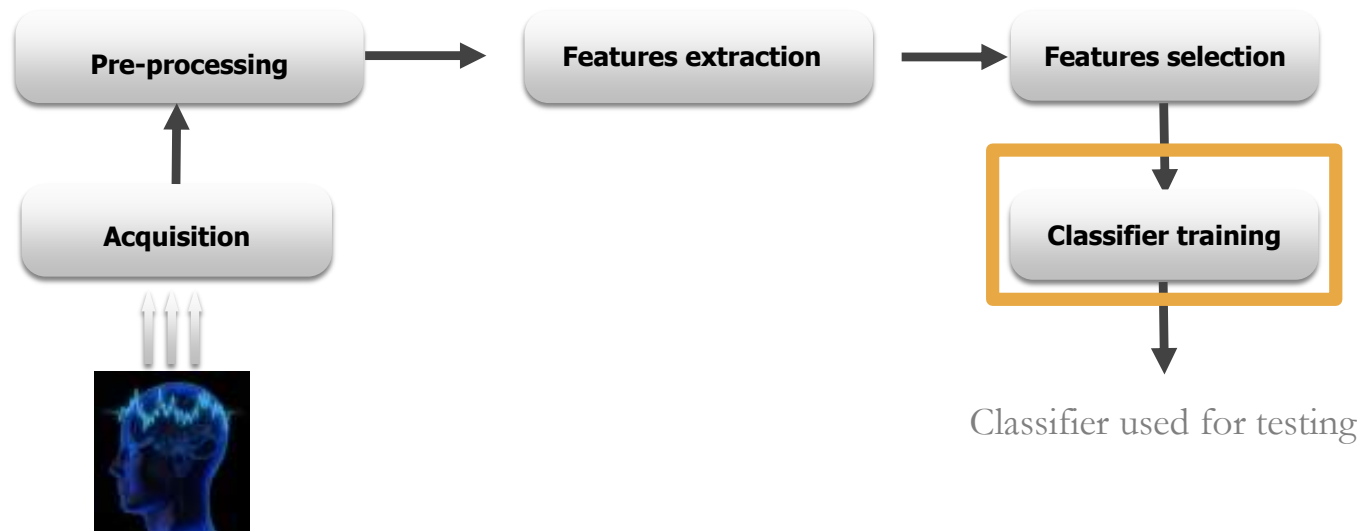 Pre-processing
Features extraction
Features selection
Acquisition
Classifier training
Classifier used for testing